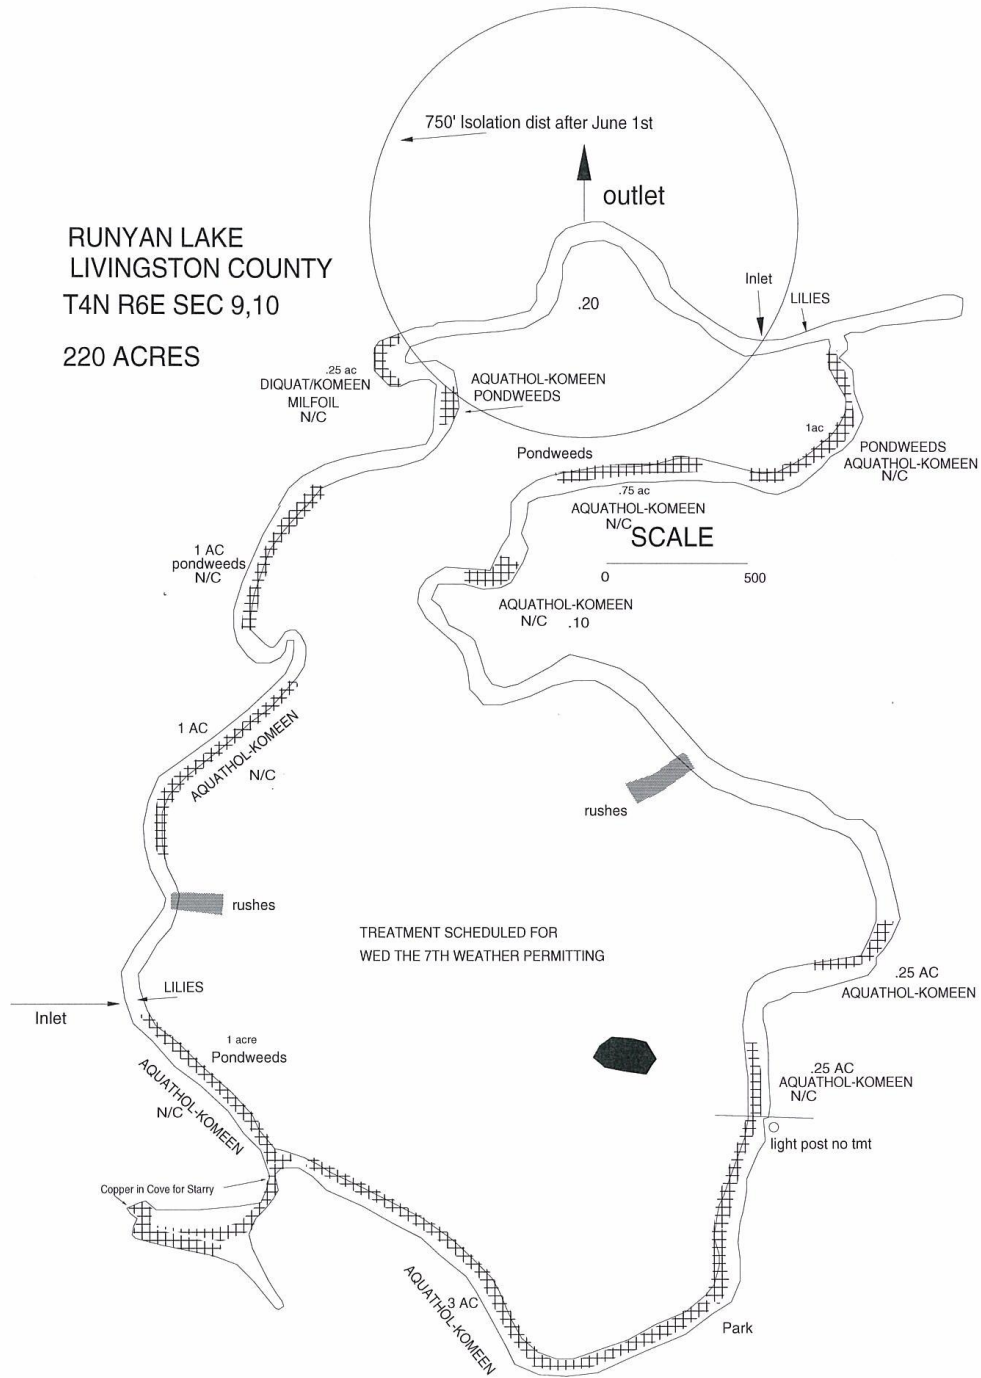 750' Isolation dist after June 1st
outlet
RUNYAN LAKE
LIVINGSTON COUNTY
T4N R6E SEC 9,10
220 ACRES
Inlet
LILIES
.20
.25 ac
DIQUAT/KOMEEN
MILFOIL
N/C
AQUATHOL-KOMEEN
PONDWEEDS
1ac
PONDWEEDS
AQUATHOL-KOMEEN
N/C
Pondweeds
.75 ac
AQUATHOL-KOMEEN
N/C
SCALE
0 500
1 AC
pondweeds
N/C
AQUATHOL-KOMEEN
N/C .10
1 AC
AQUATHOL-KOMEEN
N/C
rushes
rushes
TREATMENT SCHEDULED FOR
WED THE 7TH WEATHER PERMITTING
.25 AC
AQUATHOL-KOMEEN
LILIES
Inlet
1 acre
Pondweeds
AQUATHOL-KOMEEN
N/C
.25 AC
AQUATHOL-KOMEEN
N/C
light post no tmt
Copper in Cove for Starry
3 AC
AQUATHOL-KOMEEN
Park